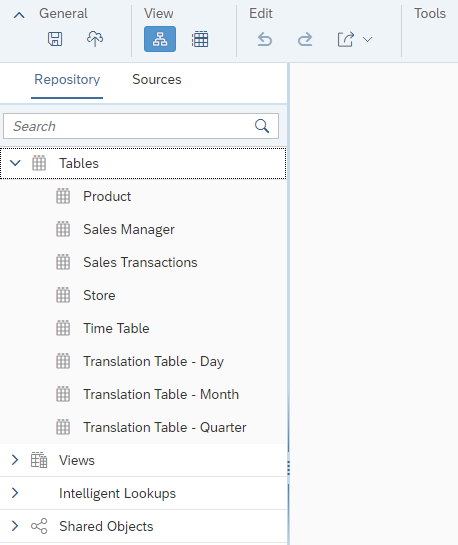 General View Edit Tools
Repository Sources
Search
Tables
Product
Sales Manager
Sales Transactions
Store
Time Table
Translation Table - Day
Translation Table - Month
Translation Table - Quarter
Views
Intelligent Lookups
Shared Objects